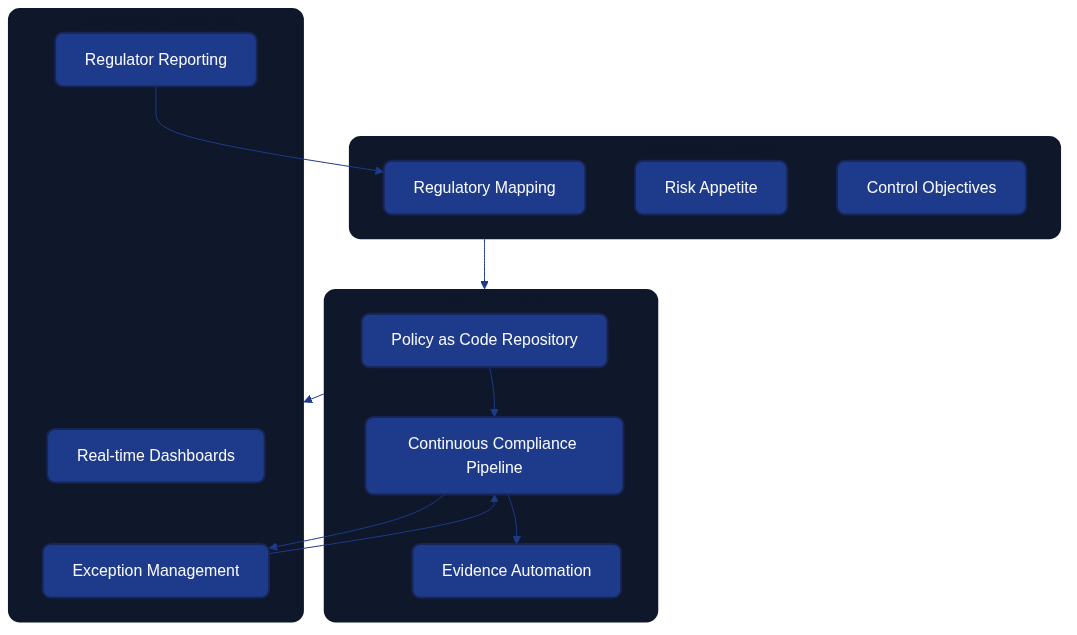 Regulator Reporting
Regulatory Mapping
Risk Appetite
Control Objectives
Policy as Code Repository
Continuous Compliance
Pipeline
Real-time Dashboards
Exception Management
Evidence Automation